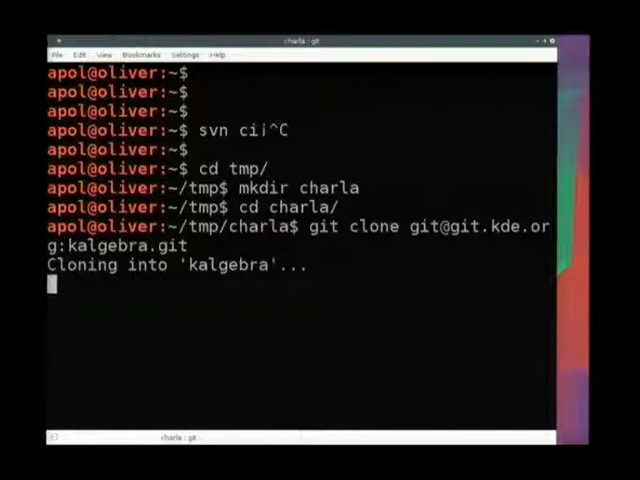 charla : git
File Edit View Bookmarks Settings Help
apol@oliver:~$
apol@oliver:~$
apol@oliver:~$
apol@oliver:~$ svn ci¡^C
apol@oliver:~$
apol@oliver:~$ cd tmp/
apol@oliver:~/tmp$ mkdir charla
apol@oliver:~/tmp$ cd charla/
apol@oliver:~/tmp/charla$ git clone git@git.kde.or
g:kalgebra.git
Cloning into 'kalgebra'...
charla : git